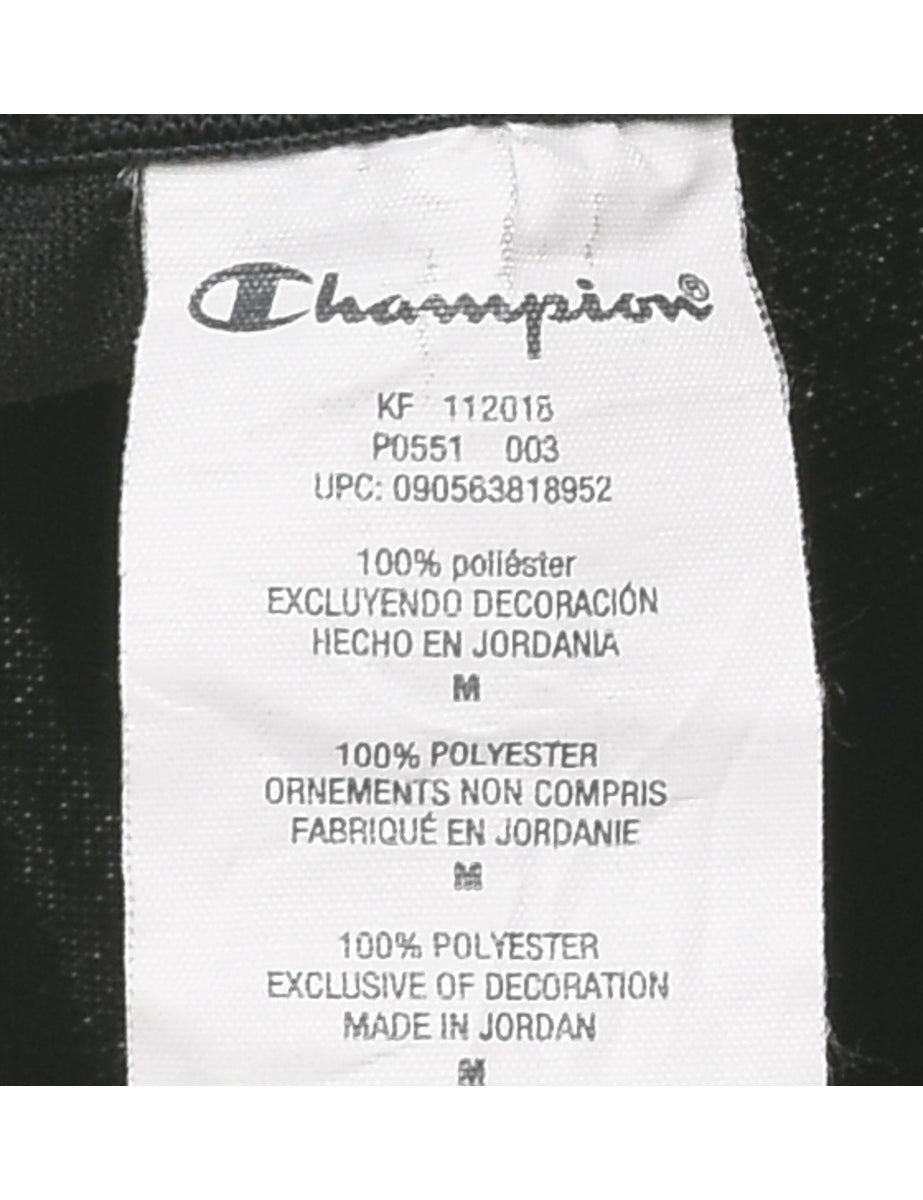 Champion®
KF 112018
P0551 003
UPC: 090563818952
100% poliéster
EXCLUYENDO DECORACIÓN
HECHO EN JORDANIA
M
100% POLYESTER
ORNEMENTS NON COMPRIS
FABRIQUÉ EN JORDANIE
M
100% POLYESTER
EXCLUSIVE OF DECORATION
MADE IN JORDAN
M